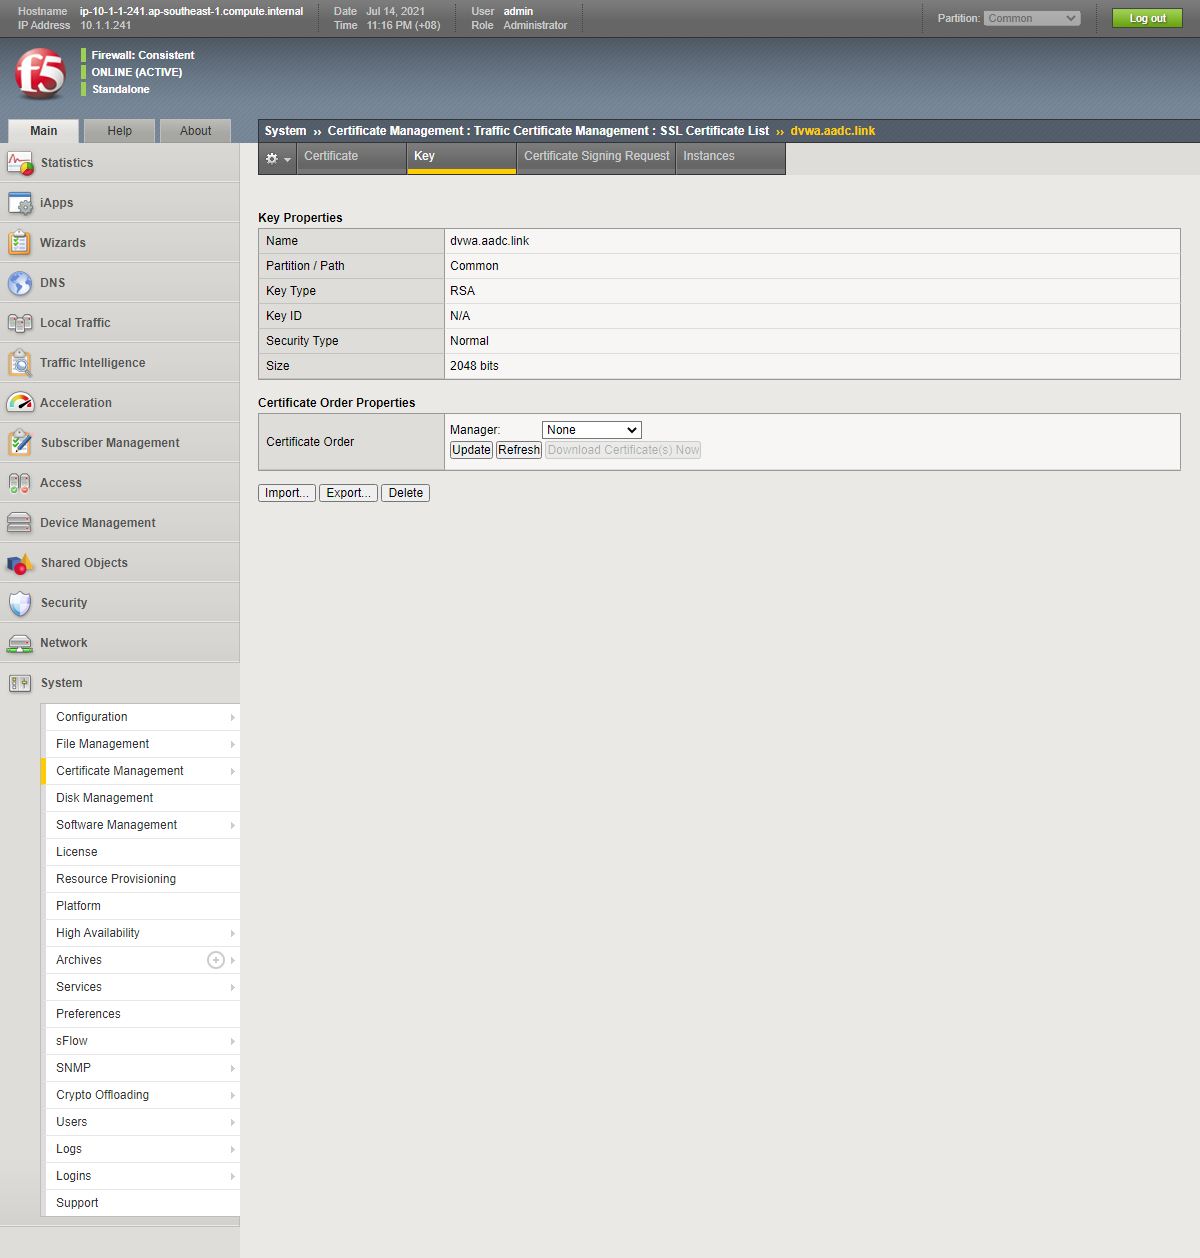 Hostname ip-10-1-1-241.ap-southeast-1.compute.internal Date Jul 14, 2021 User admin Partition: Common Log out
IP Address 10.1.1.241 Time 11:16 PM (+08) Role Administrator
f5
Firewall: Consistent
ONLINE (ACTIVE)
Standalone
Main Help About
System ›› Certificate Management : Traffic Certificate Management : SSL Certificate List ›› dvwa.aadc.link
Certificate Key Certificate Signing Request Instances
Statistics
iApps
Wizards
DNS
Local Traffic
Traffic Intelligence
Acceleration
Subscriber Management
Access
Device Management
Shared Objects
Security
Network
System
Configuration
File Management
Certificate Management
Disk Management
Software Management
License
Resource Provisioning
Platform
High Availability
Archives
Services
Preferences
sFlow
SNMP
Crypto Offloading
Users
Logs
Logins
Support
Key Properties
Name dvwa.aadc.link
Partition / Path Common
Key Type RSA
Key ID N/A
Security Type Normal
Size 2048 bits
Certificate Order Properties
Certificate Order Manager: None
Update Refresh Download Certificate(s) Now
Import... Export... Delete